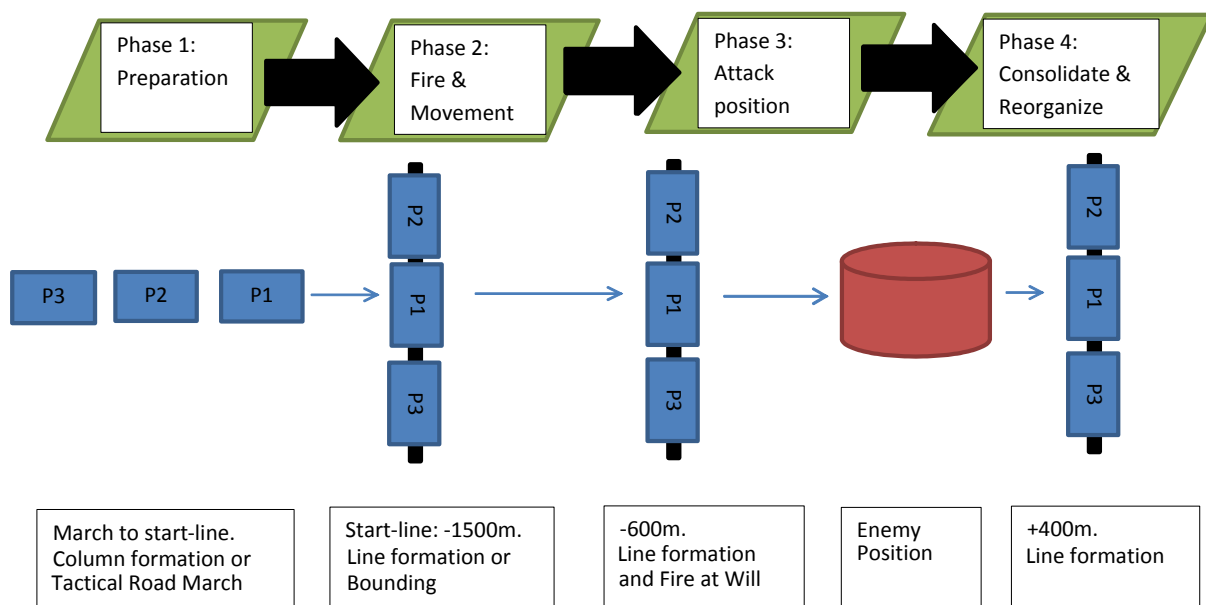 Phase 1:
Preparation
Phase 2:
Fire &
Movement
Phase 3:
Attack
position
Phase 4:
Consolidate &
Reorganize
P3
P2
P1
P2
P1
P3
P2
P1
P3
P2
P1
P3
March to start-line.
Column formation or
Tactical Road March
Start-line: -1500m.
Line formation or
Bounding
-600m.
Line formation
and Fire at Will
Enemy
Position
+400m.
Line formation